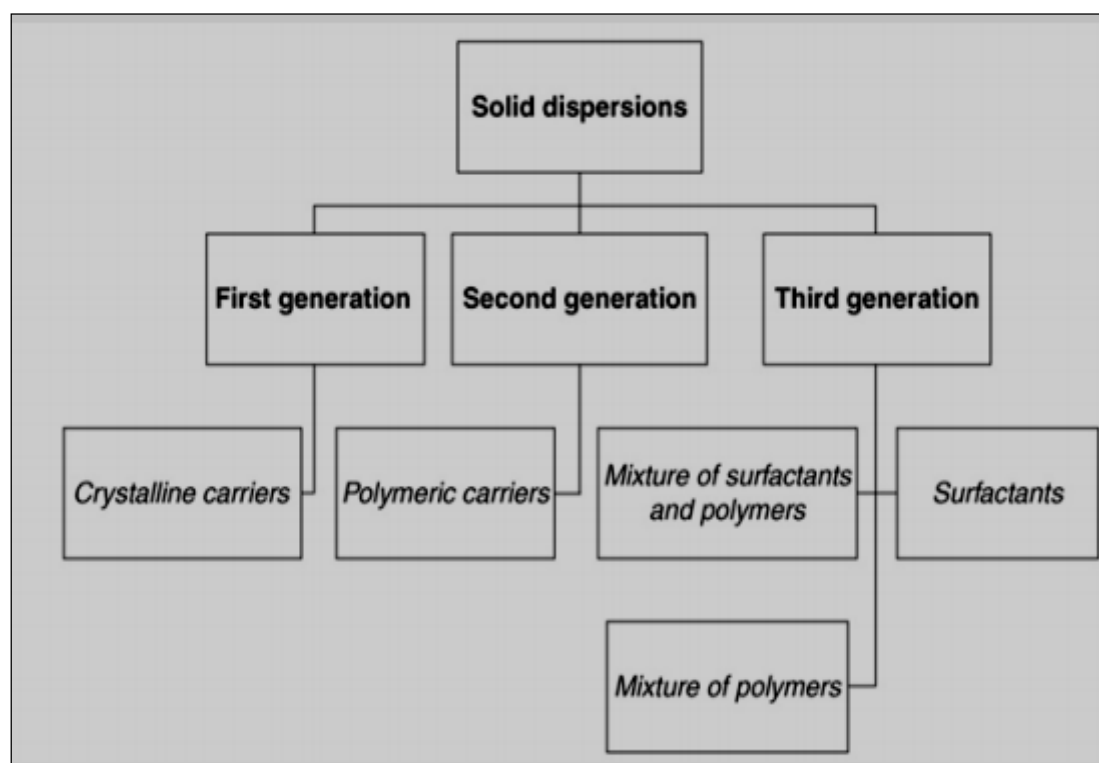 Solid dispersions
First generation
Second generation
Third generation
Crystalline carriers
Polymeric carriers
Mixture of surfactants
and polymers
Surfactants
Mixture of polymers